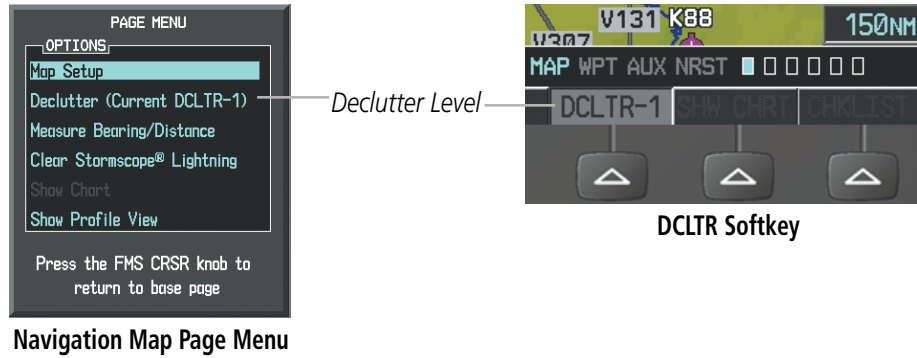 PAGE MENU
OPTIONS
Map Setup
Declutter (Current DCLTR-1)
Measure Bearing/Distance
Clear Stormscope® Lightning
Show Chart
Show Profile View
Press the FMS CRSR knob to
return to base page
Navigation Map Page Menu
Declutter Level
V131 K88
150NM
V307
MAP WPT AUX NRST
DCLTR-1 SHW CHRT CHKLIST
DCLTR Softkey